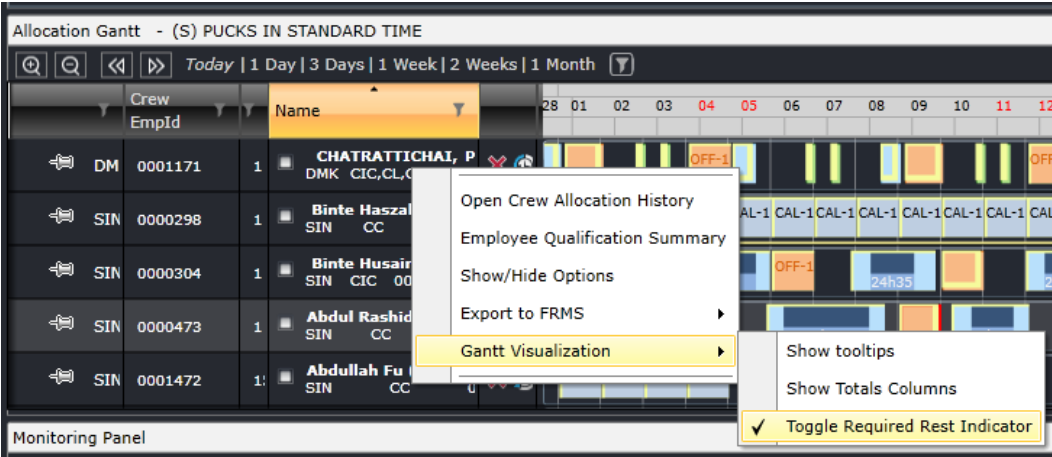 Allocation Gantt - (S) PUCKS IN STANDARD TIME
Today | 1 Day | 3 Days | 1 Week | 2 Weeks | 1 Month
Crew EmpId Name 28 01 02 03 04 05 06 07 08 09 10 11 12
DM 0001171 1 CHATRATTICHAI, P OFF-1 OFF
DMK CIC,CL,C
SIN 0000298 1 Binte Haszal AL-1 CAL-1 CAL-1 CAL-1 CAL-1 CAL-1 CAL-1 CAL
SIN CC
SIN 0000304 1 Binte Husain OFF-1
SIN CIC 00 24h35 2
SIN 0000473 1 Abdul Rashid
SIN CC
SIN 0001472 Abdullah Fu
SIN CC
Open Crew Allocation History
Employee Qualification Summary
Show/Hide Options
Export to FRMS
Gantt Visualization
Show tooltips
Show Totals Columns
✓ Toggle Required Rest Indicator
Monitoring Panel